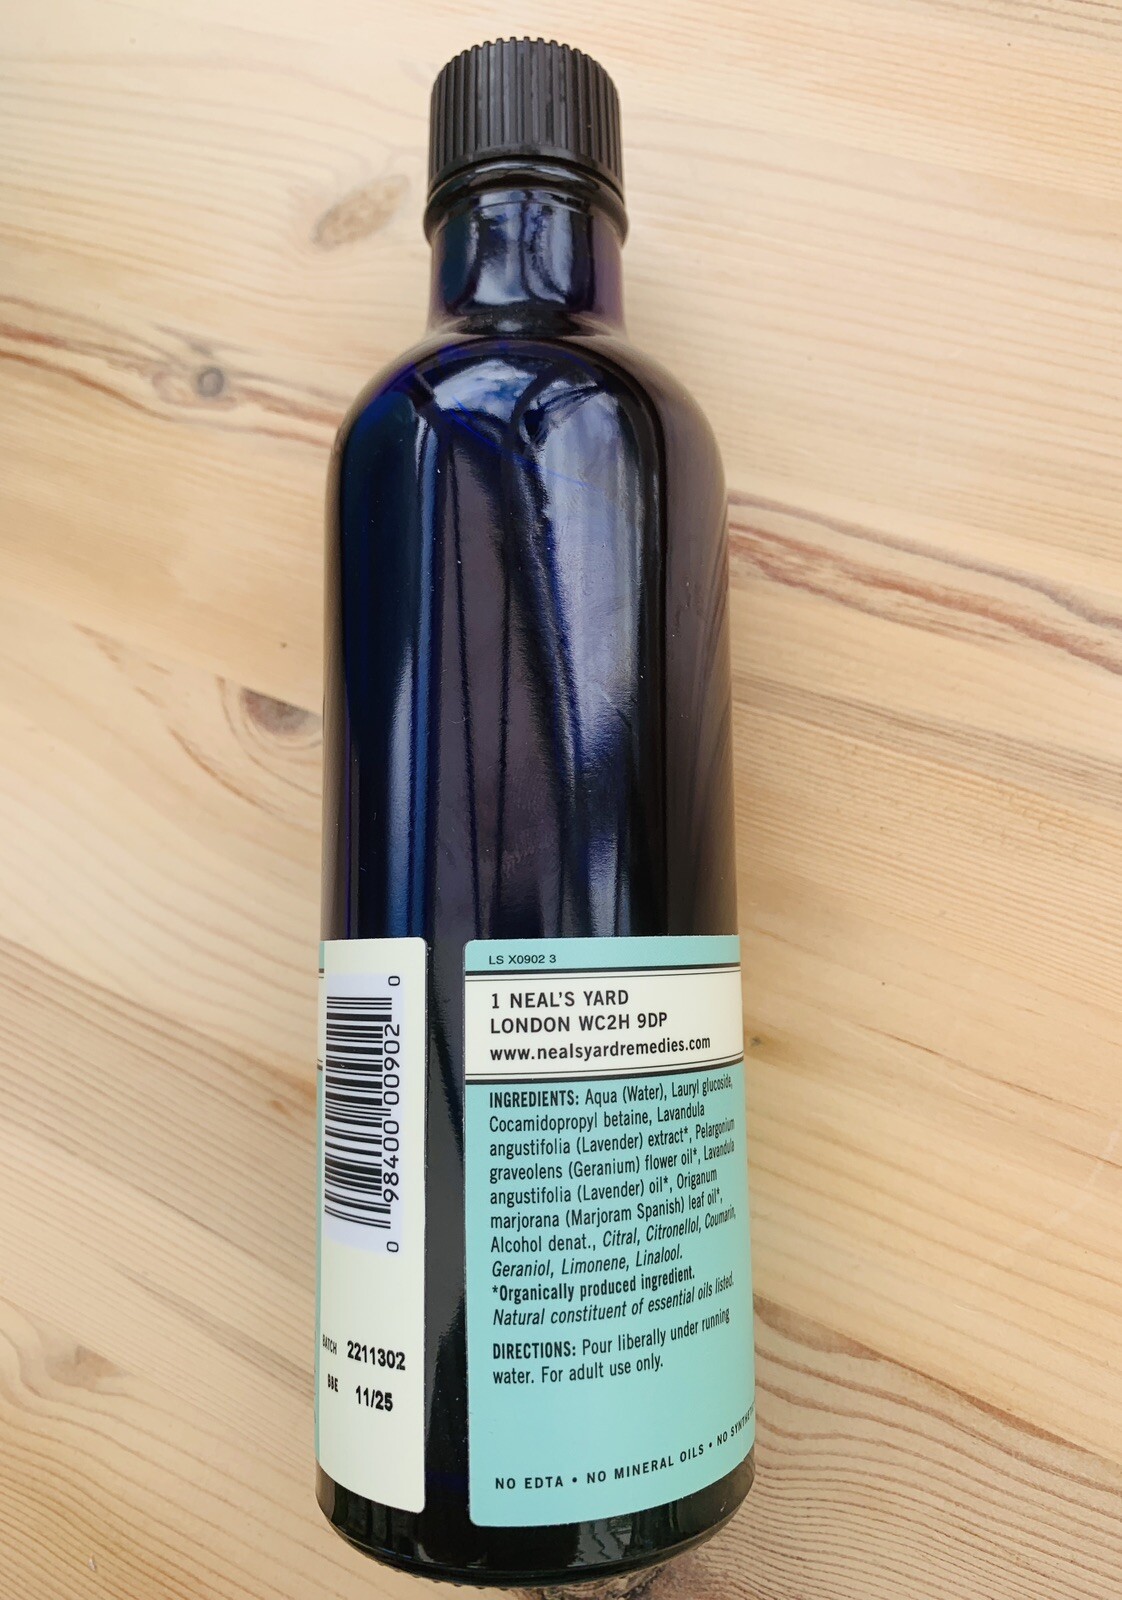 0 98400 00902 0
BATCH 2211302
BBE 11/25
LS X0902 3
1 NEAL'S YARD
LONDON WC2H 9DP
www.nealsyardremedies.com
INGREDIENTS: Aqua (Water), Lauryl glucoside,
Cocamidopropyl betaine, Lavandula
angustifolia (Lavender) extract*, Pelargonium
graveolens (Geranium) flower oil*, Lavandula
angustifolia (Lavender) oil*, Origanum
marjorana (Marjoram Spanish) leaf oil*,
Alcohol denat., Citral, Citronellol, Coumarin,
Geraniol, Limonene, Linalool.
*Organically produced ingredient.
Natural constituent of essential oils listed.
DIRECTIONS: Pour liberally under running
water. For adult use only.
NO EDTA • NO MINERAL OILS • NO